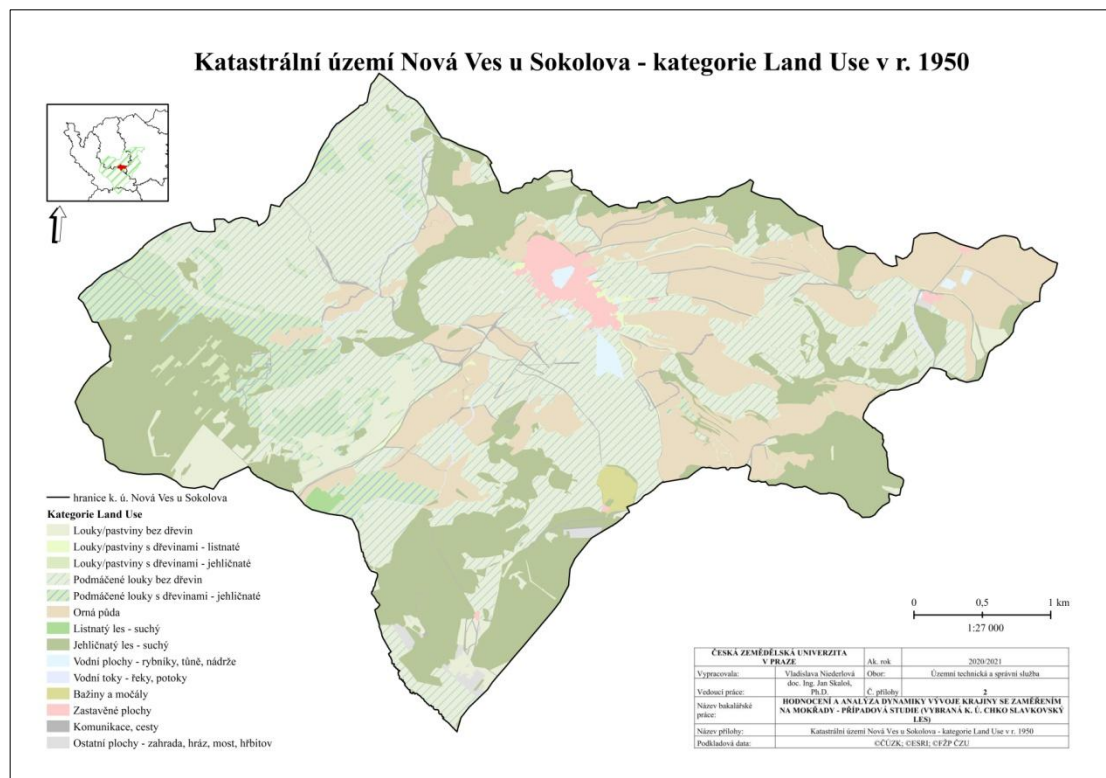 Katastrální území Nová Ves u Sokolova - kategorie Land Use v r. 1950
hranice k. ú. Nová Ves u Sokolova
Kategorie Land Use
Louky/pastviny bez dřevin
Louky/pastviny s dřevinami - listnaté
Louky/pastviny s dřevinami - jehličnaté
Podmáčené louky bez dřevin
Podmáčené louky s dřevinami - jehličnaté
Orná půda
Listnatý les - suchý
Jehličnatý les - suchý
Vodní plochy - rybníky, tůně, nádrže
Vodní toky - řeky, potoky
Bažiny a močály
Zastavěné plochy
Komunikace, cesty
Ostatní plochy - zahrada, hráz, most, hřbitov
0 0,5 1 km
1:27 000
ČESKÁ ZEMĚDĚLSKÁ UNIVERZITA
V PRAZE Ak. rok 2020/2021
Vypracovala: Vladislava Niederlová Obor: Územní technická a správní služba
Vedoucí práce: doc. Ing. Jan Skaloš,
Ph.D. Č. přílohy 2
Název bakalářské
práce: HODNOCENÍ A ANALÝZA DYNAMIKY VÝVOJE KRAJINY SE ZAMĚŘENÍM
NA MOKŘADY - PŘÍPADOVÁ STUDIE (VYBRANÁ K. Ú. CHKO SLAVKOVSKÝ
LES)
Název přílohy: Katastrální území Nová Ves u Sokolova - kategorie Land Use v r. 1950
Podkladová data: ©ČÚZK; ©ESRI; ©FŽP ČZU